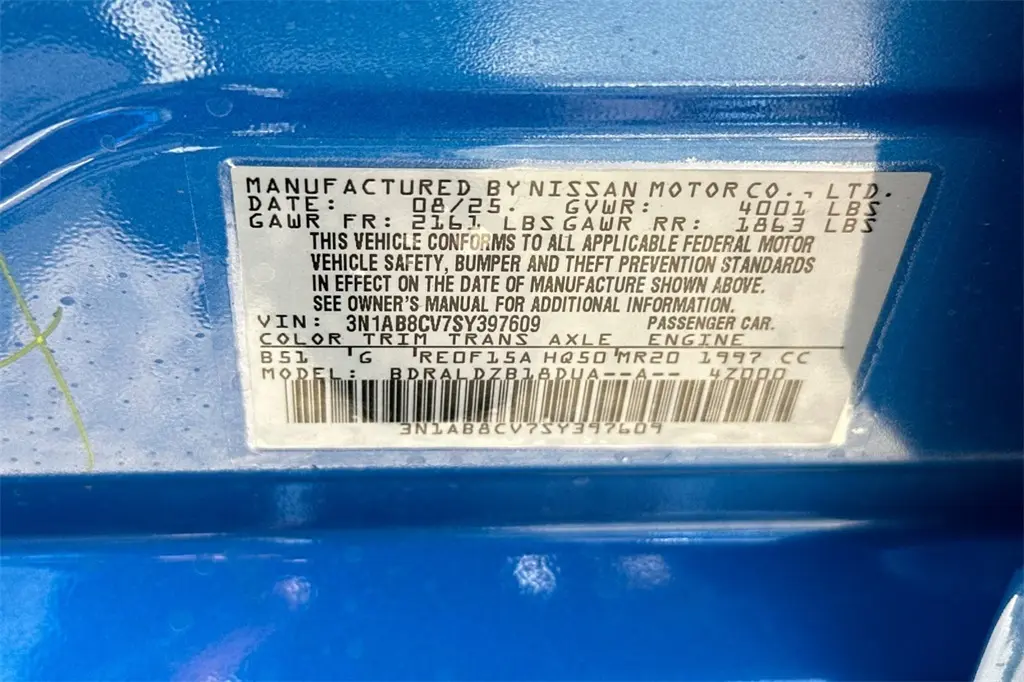 MANUFACTURED BY NISSAN MOTOR CO., LTD.
DATE: 08/25. GVWR: 4001 LBS
GAWR FR: 2161 LBS GAWR RR: 1863 LBS
THIS VEHICLE CONFORMS TO ALL APPLICABLE FEDERAL MOTOR
VEHICLE SAFETY, BUMPER AND THEFT PREVENTION STANDARDS
IN EFFECT ON THE DATE OF MANUFACTURE SHOWN ABOVE.
SEE OWNER'S MANUAL FOR ADDITIONAL INFORMATION.
VIN: 3N1AB8CV7SY397609 PASSENGER CAR.
COLOR TRIM TRANS AXLE ENGINE
B51 'G 'RE0F15A HQ50'MR20 1997 CC
MODEL: BDRALDZB18DUA--A-- 4Z000
3N1AB8CV7SY397609